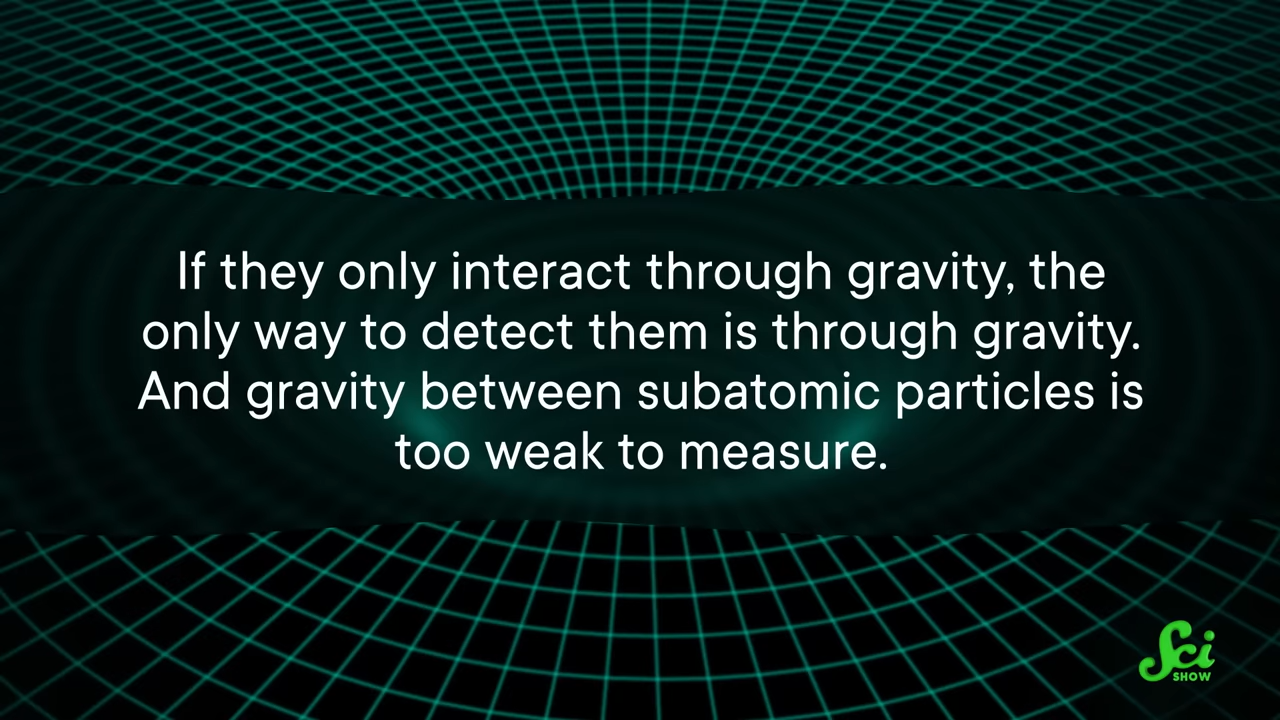 If they only interact through gravity, the
only way to detect them is through gravity.
And gravity between subatomic particles is
too weak to measure.
Sci
SHOW